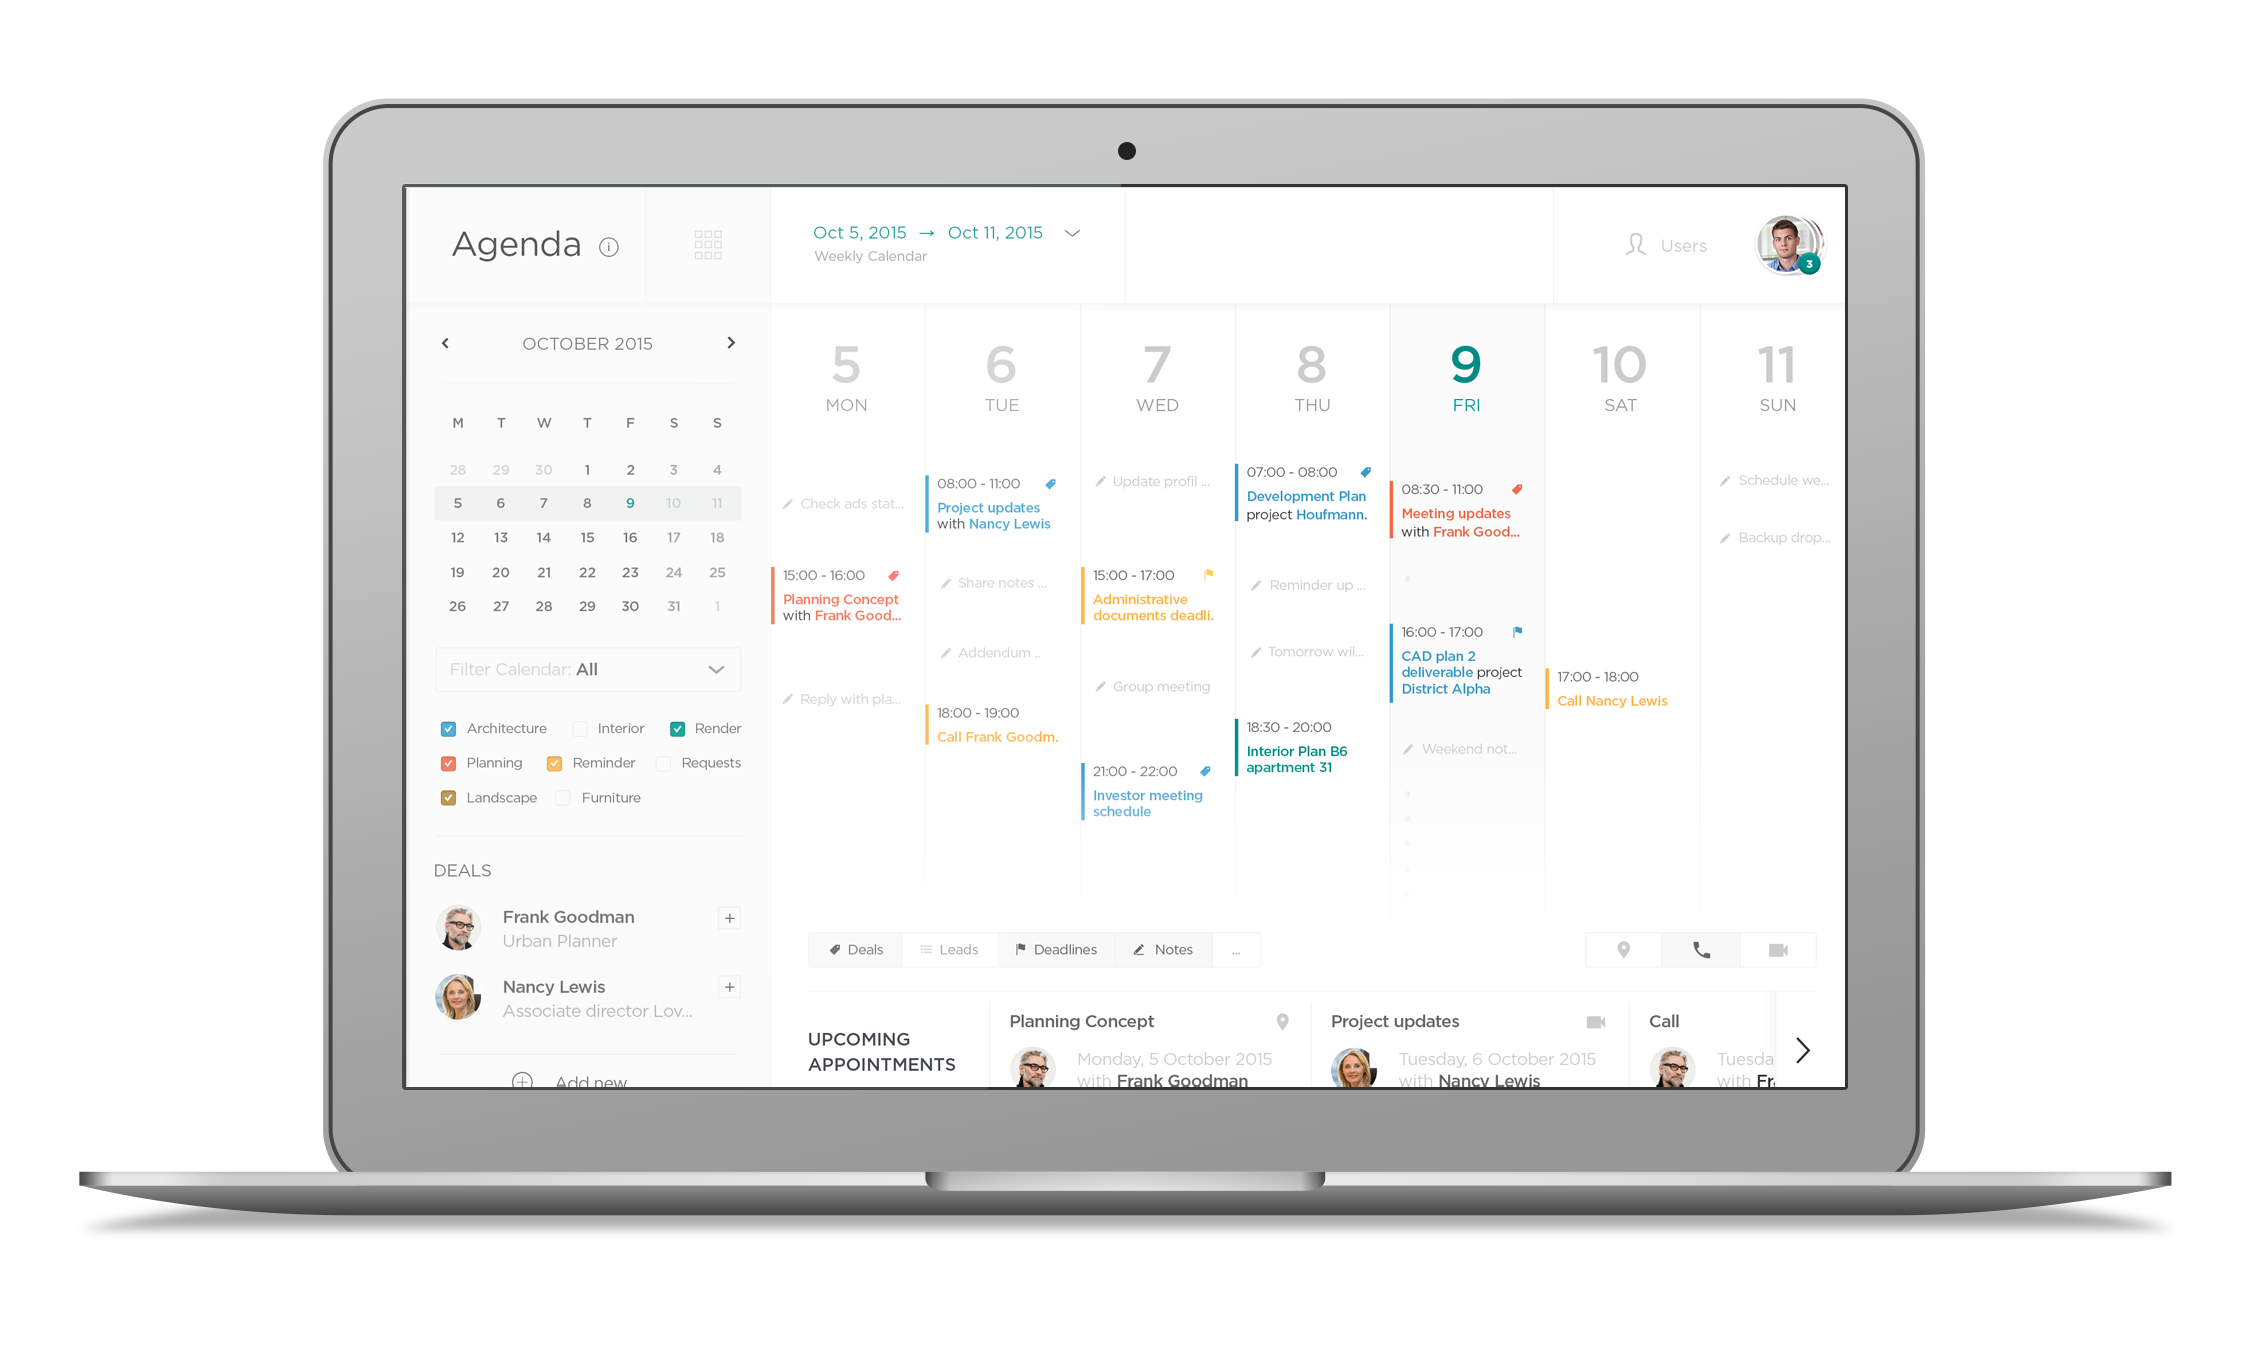 Agenda
Oct 5, 2015 → Oct 11, 2015
Weekly Calendar
Users
3
OCTOBER 2015
M T W T F S S
28 29 30 1 2 3 4
5 6 7 8 9 10 11
12 13 14 15 16 17 18
19 20 21 22 23 24 25
26 27 28 29 30 31 1
Filter Calendar: All
Architecture Interior Render
Planning Reminder Requests
Landscape Furniture
DEALS
Frank Goodman
Urban Planner
Nancy Lewis
Associate director Lov...
Add new
5
MON
Check ads stat...
15:00 - 16:00
Planning Concept
with Frank Good...
Reply with pla...
6
TUE
08:00 - 11:00
Project updates
with Nancy Lewis
Share notes ...
Addendum ..
18:00 - 19:00
Call Frank Goodm.
7
WED
Update profil ...
15:00 - 17:00
Administrative
documents deadli.
Group meeting
21:00 - 22:00
Investor meeting
schedule
8
THU
07:00 - 08:00
Development Plan
project Houfmann.
Reminder up ...
Tomorrow wil...
18:30 - 20:00
Interior Plan B6
apartment 31
9
FRI
08:30 - 11:00
Meeting updates
with Frank Good...
16:00 - 17:00
CAD plan 2
deliverable project
District Alpha
Weekend not...
10
SAT
17:00 - 18:00
Call Nancy Lewis
11
SUN
Schedule we...
Backup drop...
Deals Leads Deadlines Notes ...
UPCOMING
APPOINTMENTS
Planning Concept
Monday, 5 October 2015
with Frank Goodman
Project updates
Tuesday, 6 October 2015
with Nancy Lewis
Call
Tuesda
with Fr